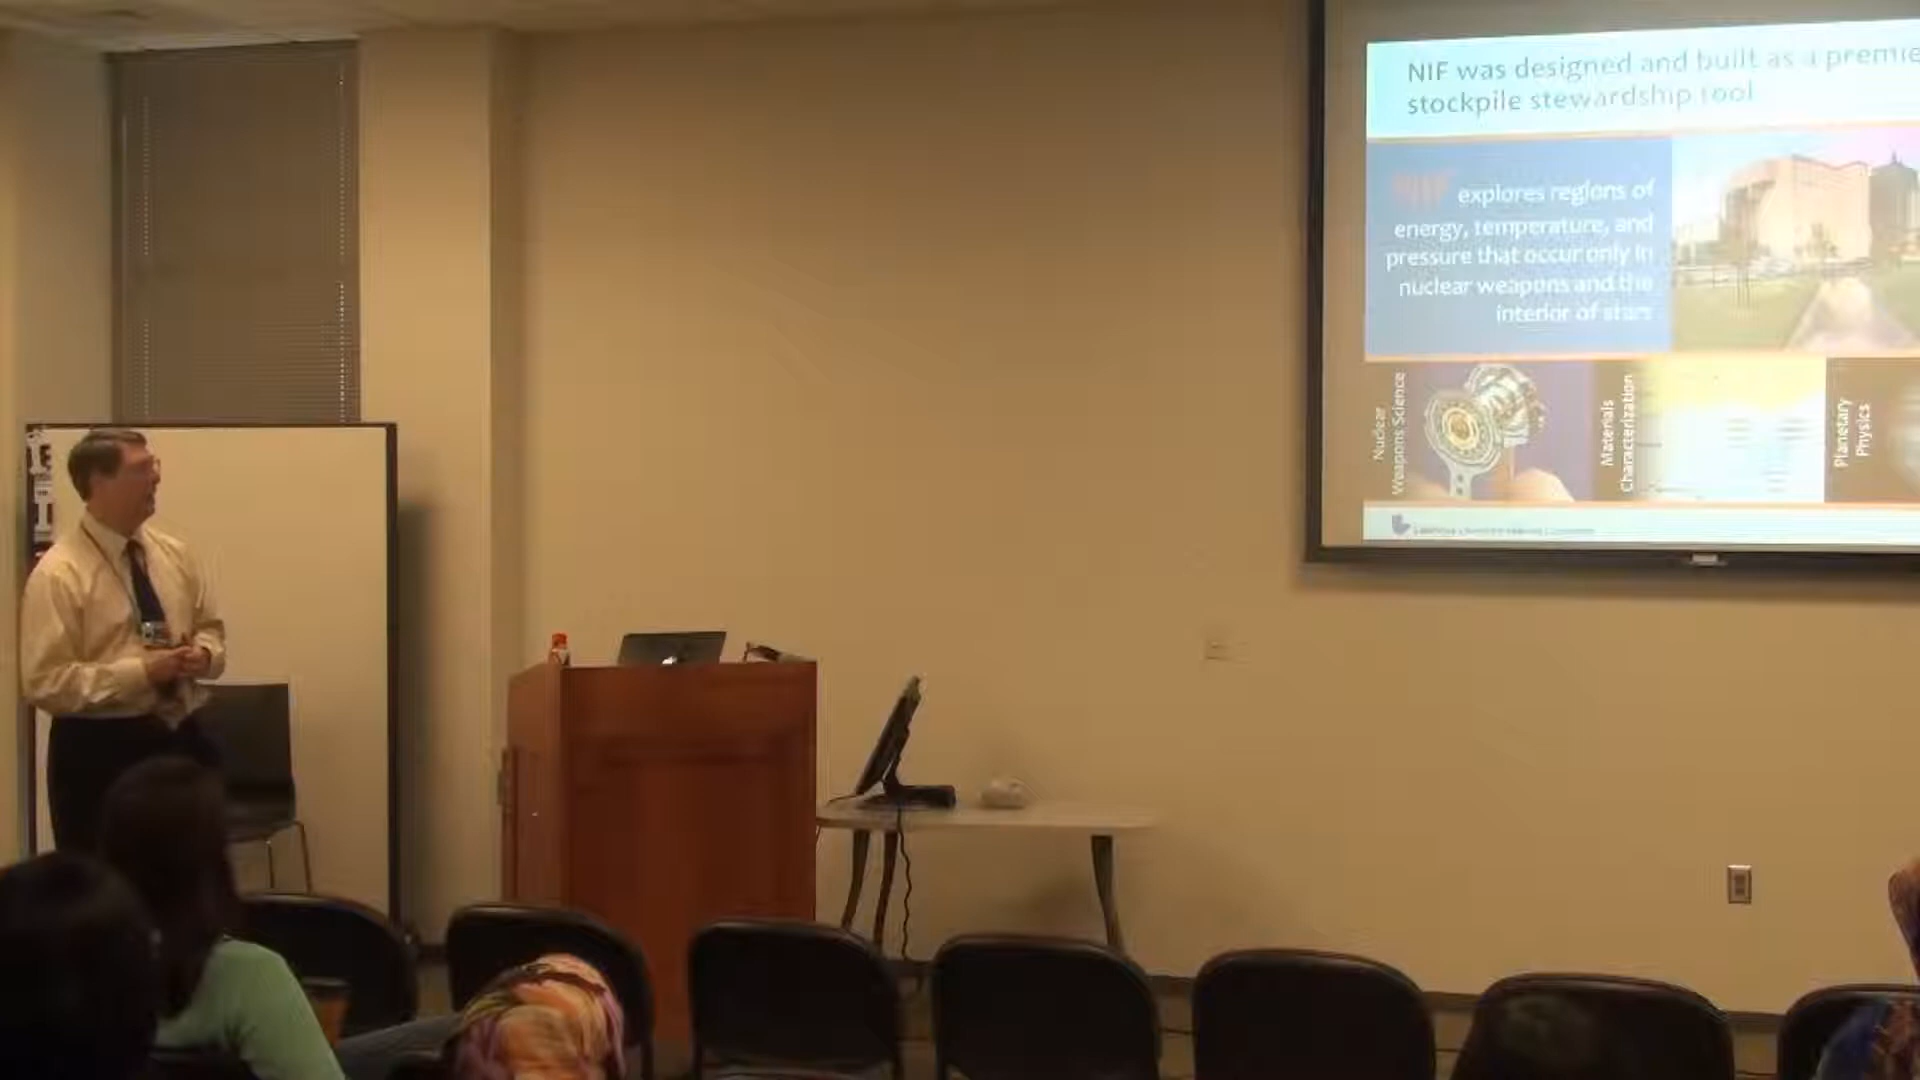 NIF was designed and built as a premie
stockpile stewardship tool
NIF explores regions of
energy, temperature, and
pressure that occur only in
nuclear weapons and the
interior of stars
Nuclear
Weapons Science
Materials
Characterization
Planetary
Physics